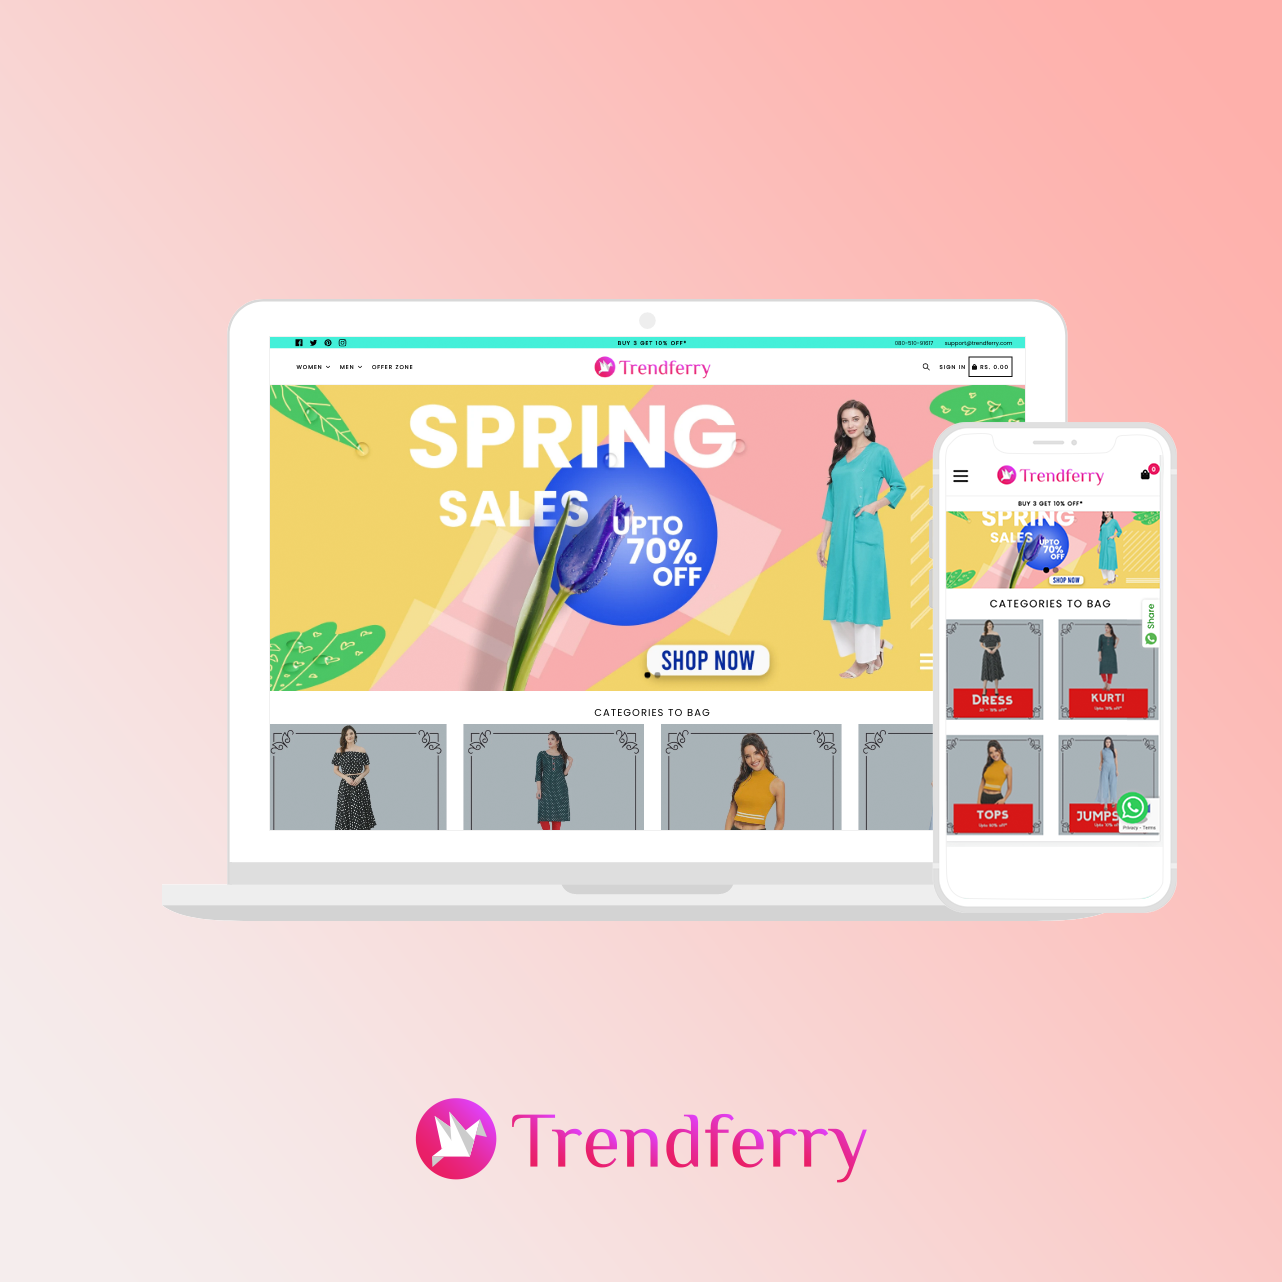 BUY 3 GET 10% OFF*
080-510-91617
support@trendferry.com
WOMEN
MEN
OFFER ZONE
Trendferry
SIGN IN
RS. 0.00
SPRING
SALES
UPTO
70%
OFF
SHOP NOW
CATEGORIES TO BAG
Trendferry
0
BUY 3 GET 10% OFF*
SPRING
SALES
UPTO
70%
OFF
SHOP NOW
CATEGORIES TO BAG
Share
DRESS
KURTI
TOPS
JUMPS
Privacy - Terms
Trendferry